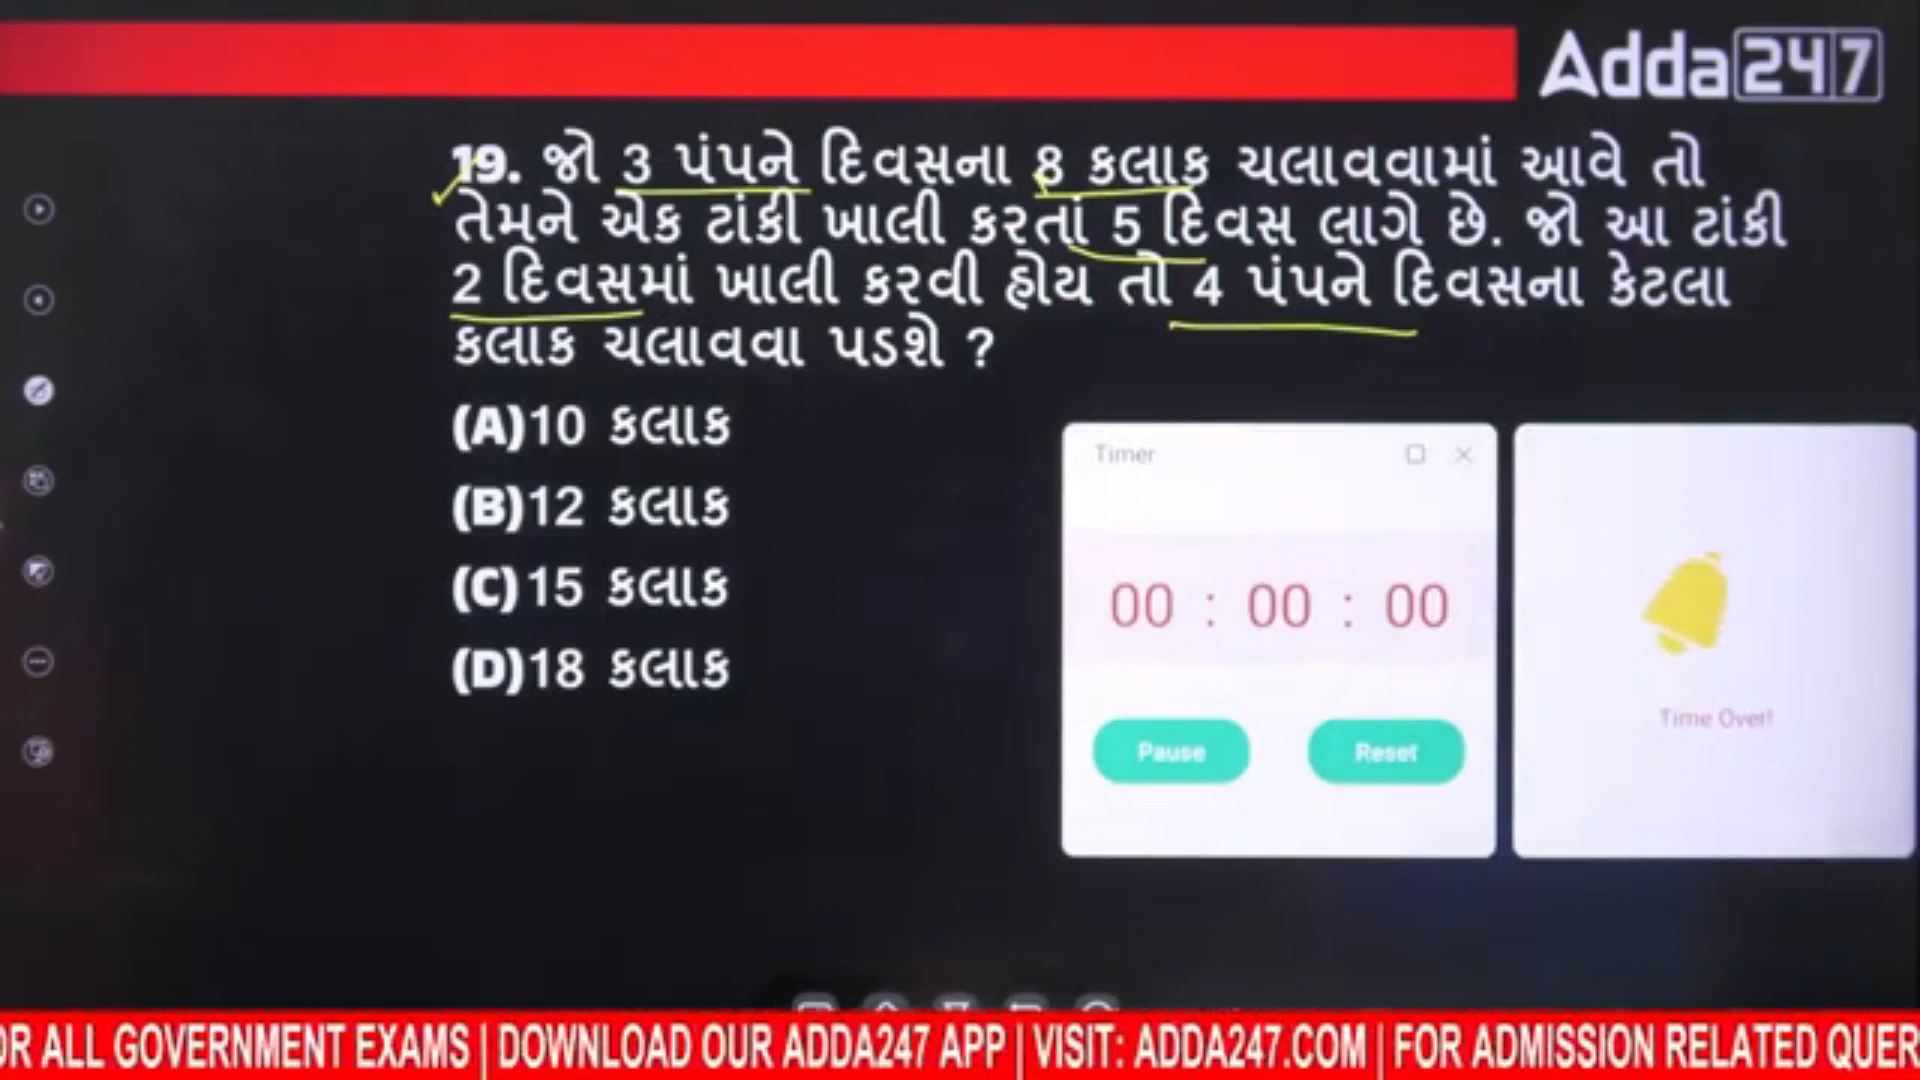 Adda247
19. જો 3 પંપને દિવસના 8 કલાક ચલાવવામાં આવે તો
તેમને એક ટાંકી ખાલી કરતાં 5 દિવસ લાગે છે. જો આ ટાંકી
2 દિવસમાં ખાલી કરવી હોય તો 4 પંપને દિવસના કેટલા
કલાક ચલાવવા પડશે ?
(A)10 કલાક
(B)12 કલાક
(C)15 કલાક
(D)18 કલાક
Timer
00 : 00 : 00
Pause Reset
Time Over!
OR ALL GOVERNMENT EXAMS | DOWNLOAD OUR ADDA247 APP | VISIT: ADDA247.COM | FOR ADMISSION RELATED QUER